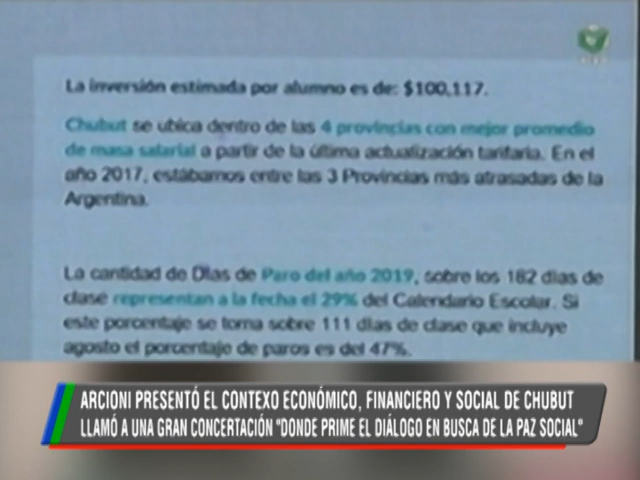 La inversión estimada por alumno es de: $100,117.
Chubut se ubica dentro de las 4 provincias con mejor promedio
de masa salarial a partir de la última actualización tarifaria. En el
año 2017, estábamos entre las 3 Provincias más atrasadas de la
Argentina.
La cantidad de Días de Paro del año 2019, sobre los 182 días de
clase representan a la fecha el 29% del Calendario Escolar. Si
este porcentaje se toma sobre 111 días de clase que incluye
agosto el porcentaje de paros es del 47%.
ARCIONI PRESENTÓ EL CONTEXO ECONÓMICO, FINANCIERO Y SOCIAL DE CHUBUT
LLAMÓ A UNA GRAN CONCERTACIÓN "DONDE PRIME EL DIÁLOGO EN BUSCA DE LA PAZ SOCIAL"